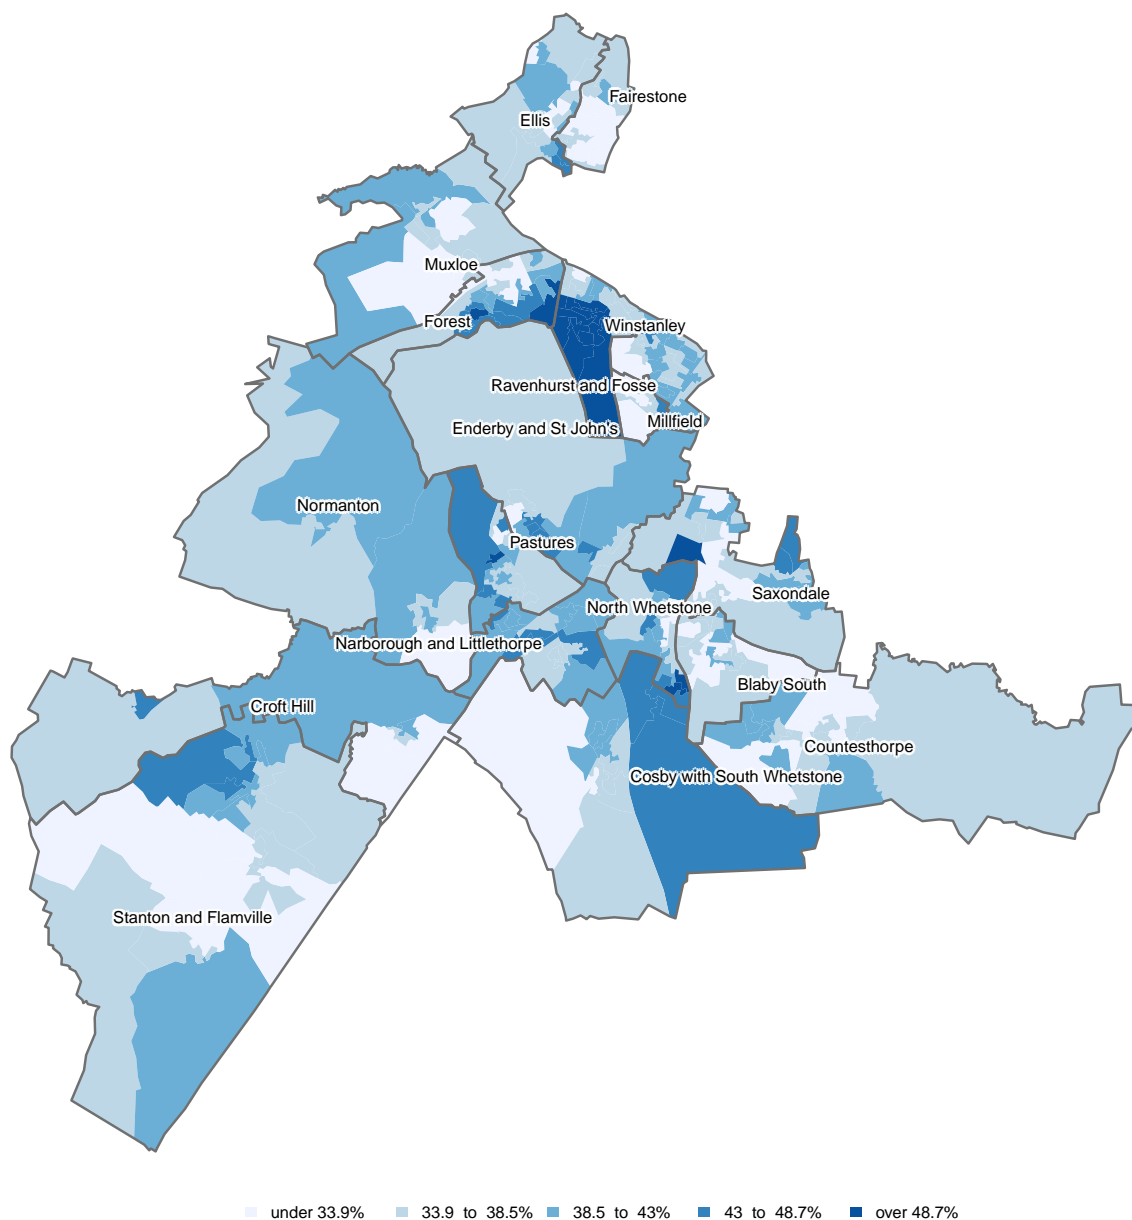 Fairestone
Ellis
Muxloe
Forest
Winstanley
Ravenhurst and Fosse
Millfield
Enderby and St John's
Normanton
Pastures
Saxondale
North Whetstone
Narborough and Littlethorpe
Blaby South
Croft Hill
Countesthorpe
Cosby with South Whetstone
Stanton and Flamville
under 33.9% 33.9 to 38.5% 38.5 to 43% 43 to 48.7% over 48.7%